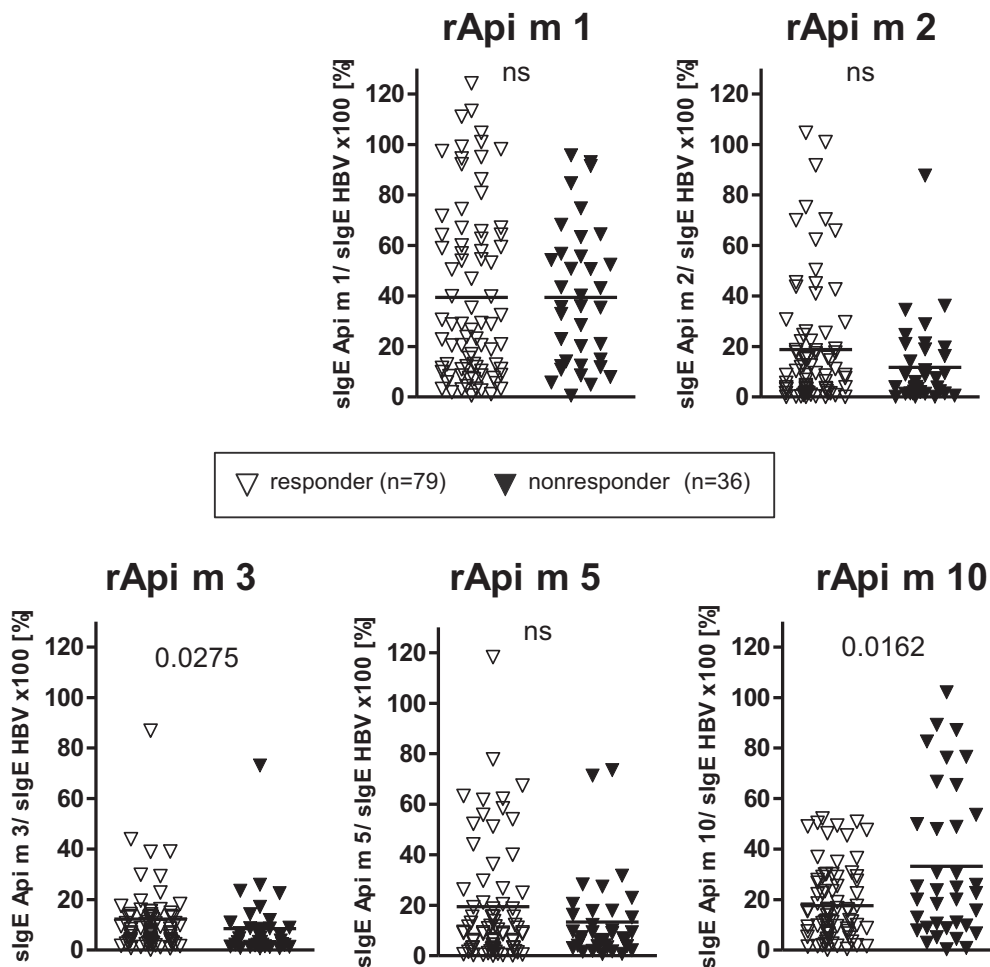 rApi m 1
rApi m 2
sIgE Api m 1/ sIgE HBV x100 [%]
120
100
80
60
40
20
0
ns
sIgE Api m 2/ sIgE HBV x100 [%]
120
100
80
60
40
20
0
ns
responder (n=79)
nonresponder (n=36)
rApi m 3
rApi m 5
rApi m 10
sIgE Api m 3/ sIgE HBV x100 [%]
120
100
80
60
40
20
0
0.0275
sIgE Api m 5/ sIgE HBV x100 [%]
120
100
80
60
40
20
0
ns
sIgE Api m 10/ sIgE HBV x100 [%]
120
100
80
60
40
20
0
0.0162